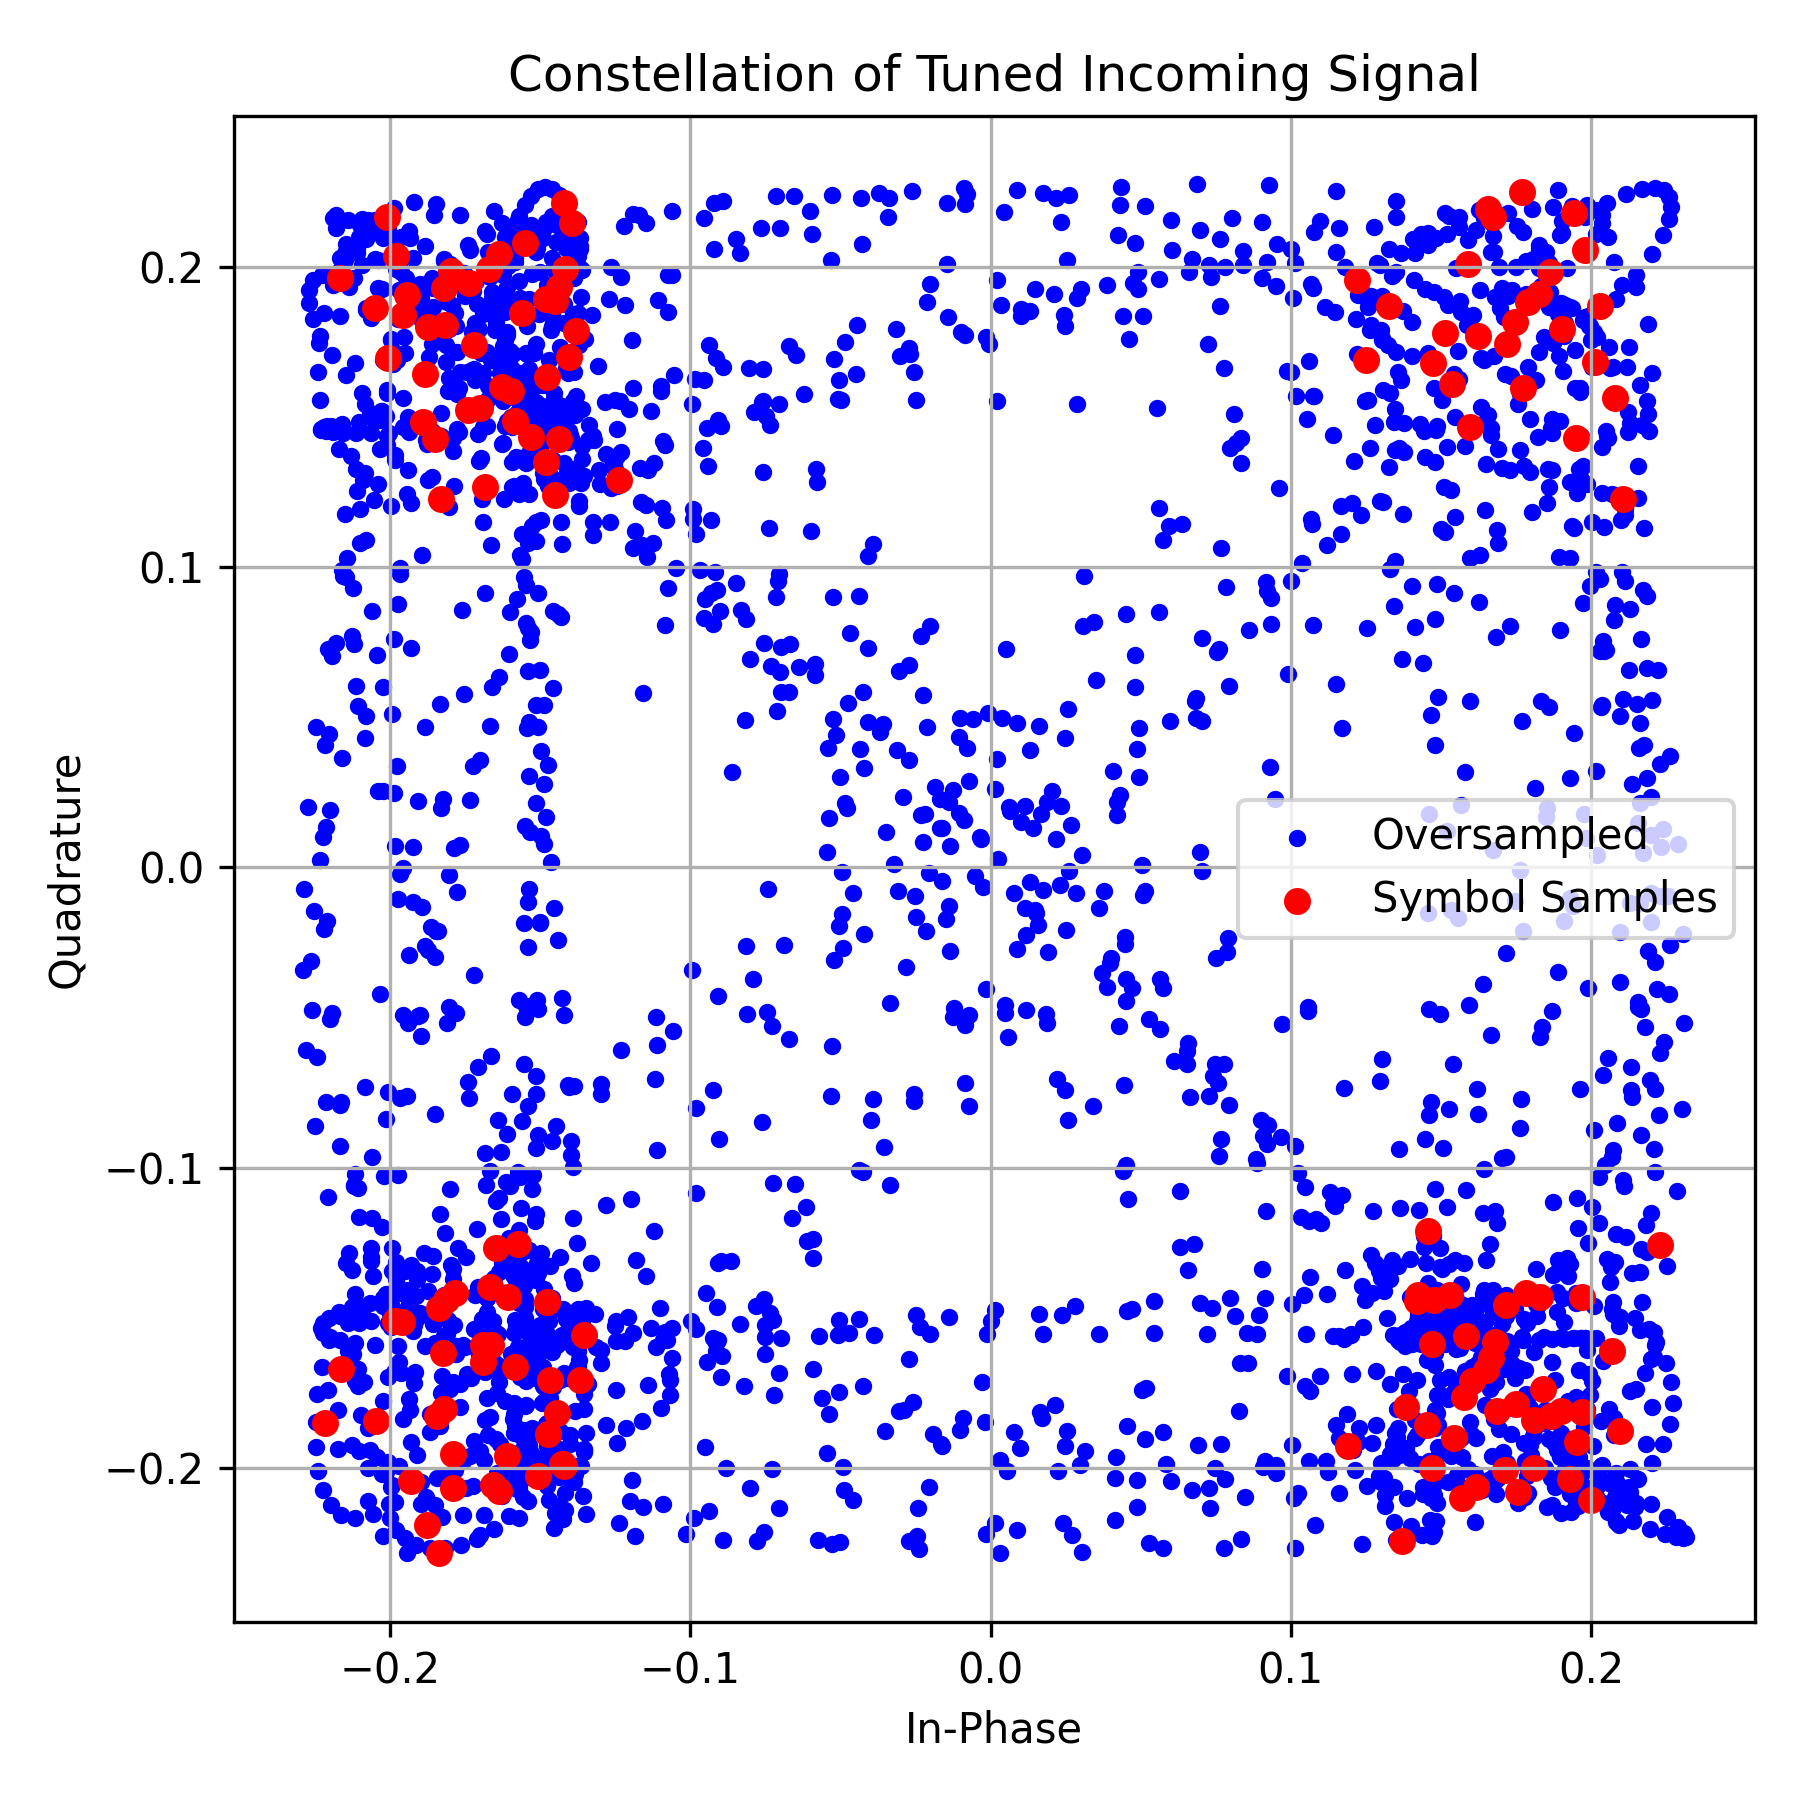 Constellation of Tuned Incoming Signal
Quadrature
0.2
0.1
0.0
−0.1
−0.2
Oversampled
Symbol Samples
−0.2
−0.1
0.0
0.1
0.2
In-Phase